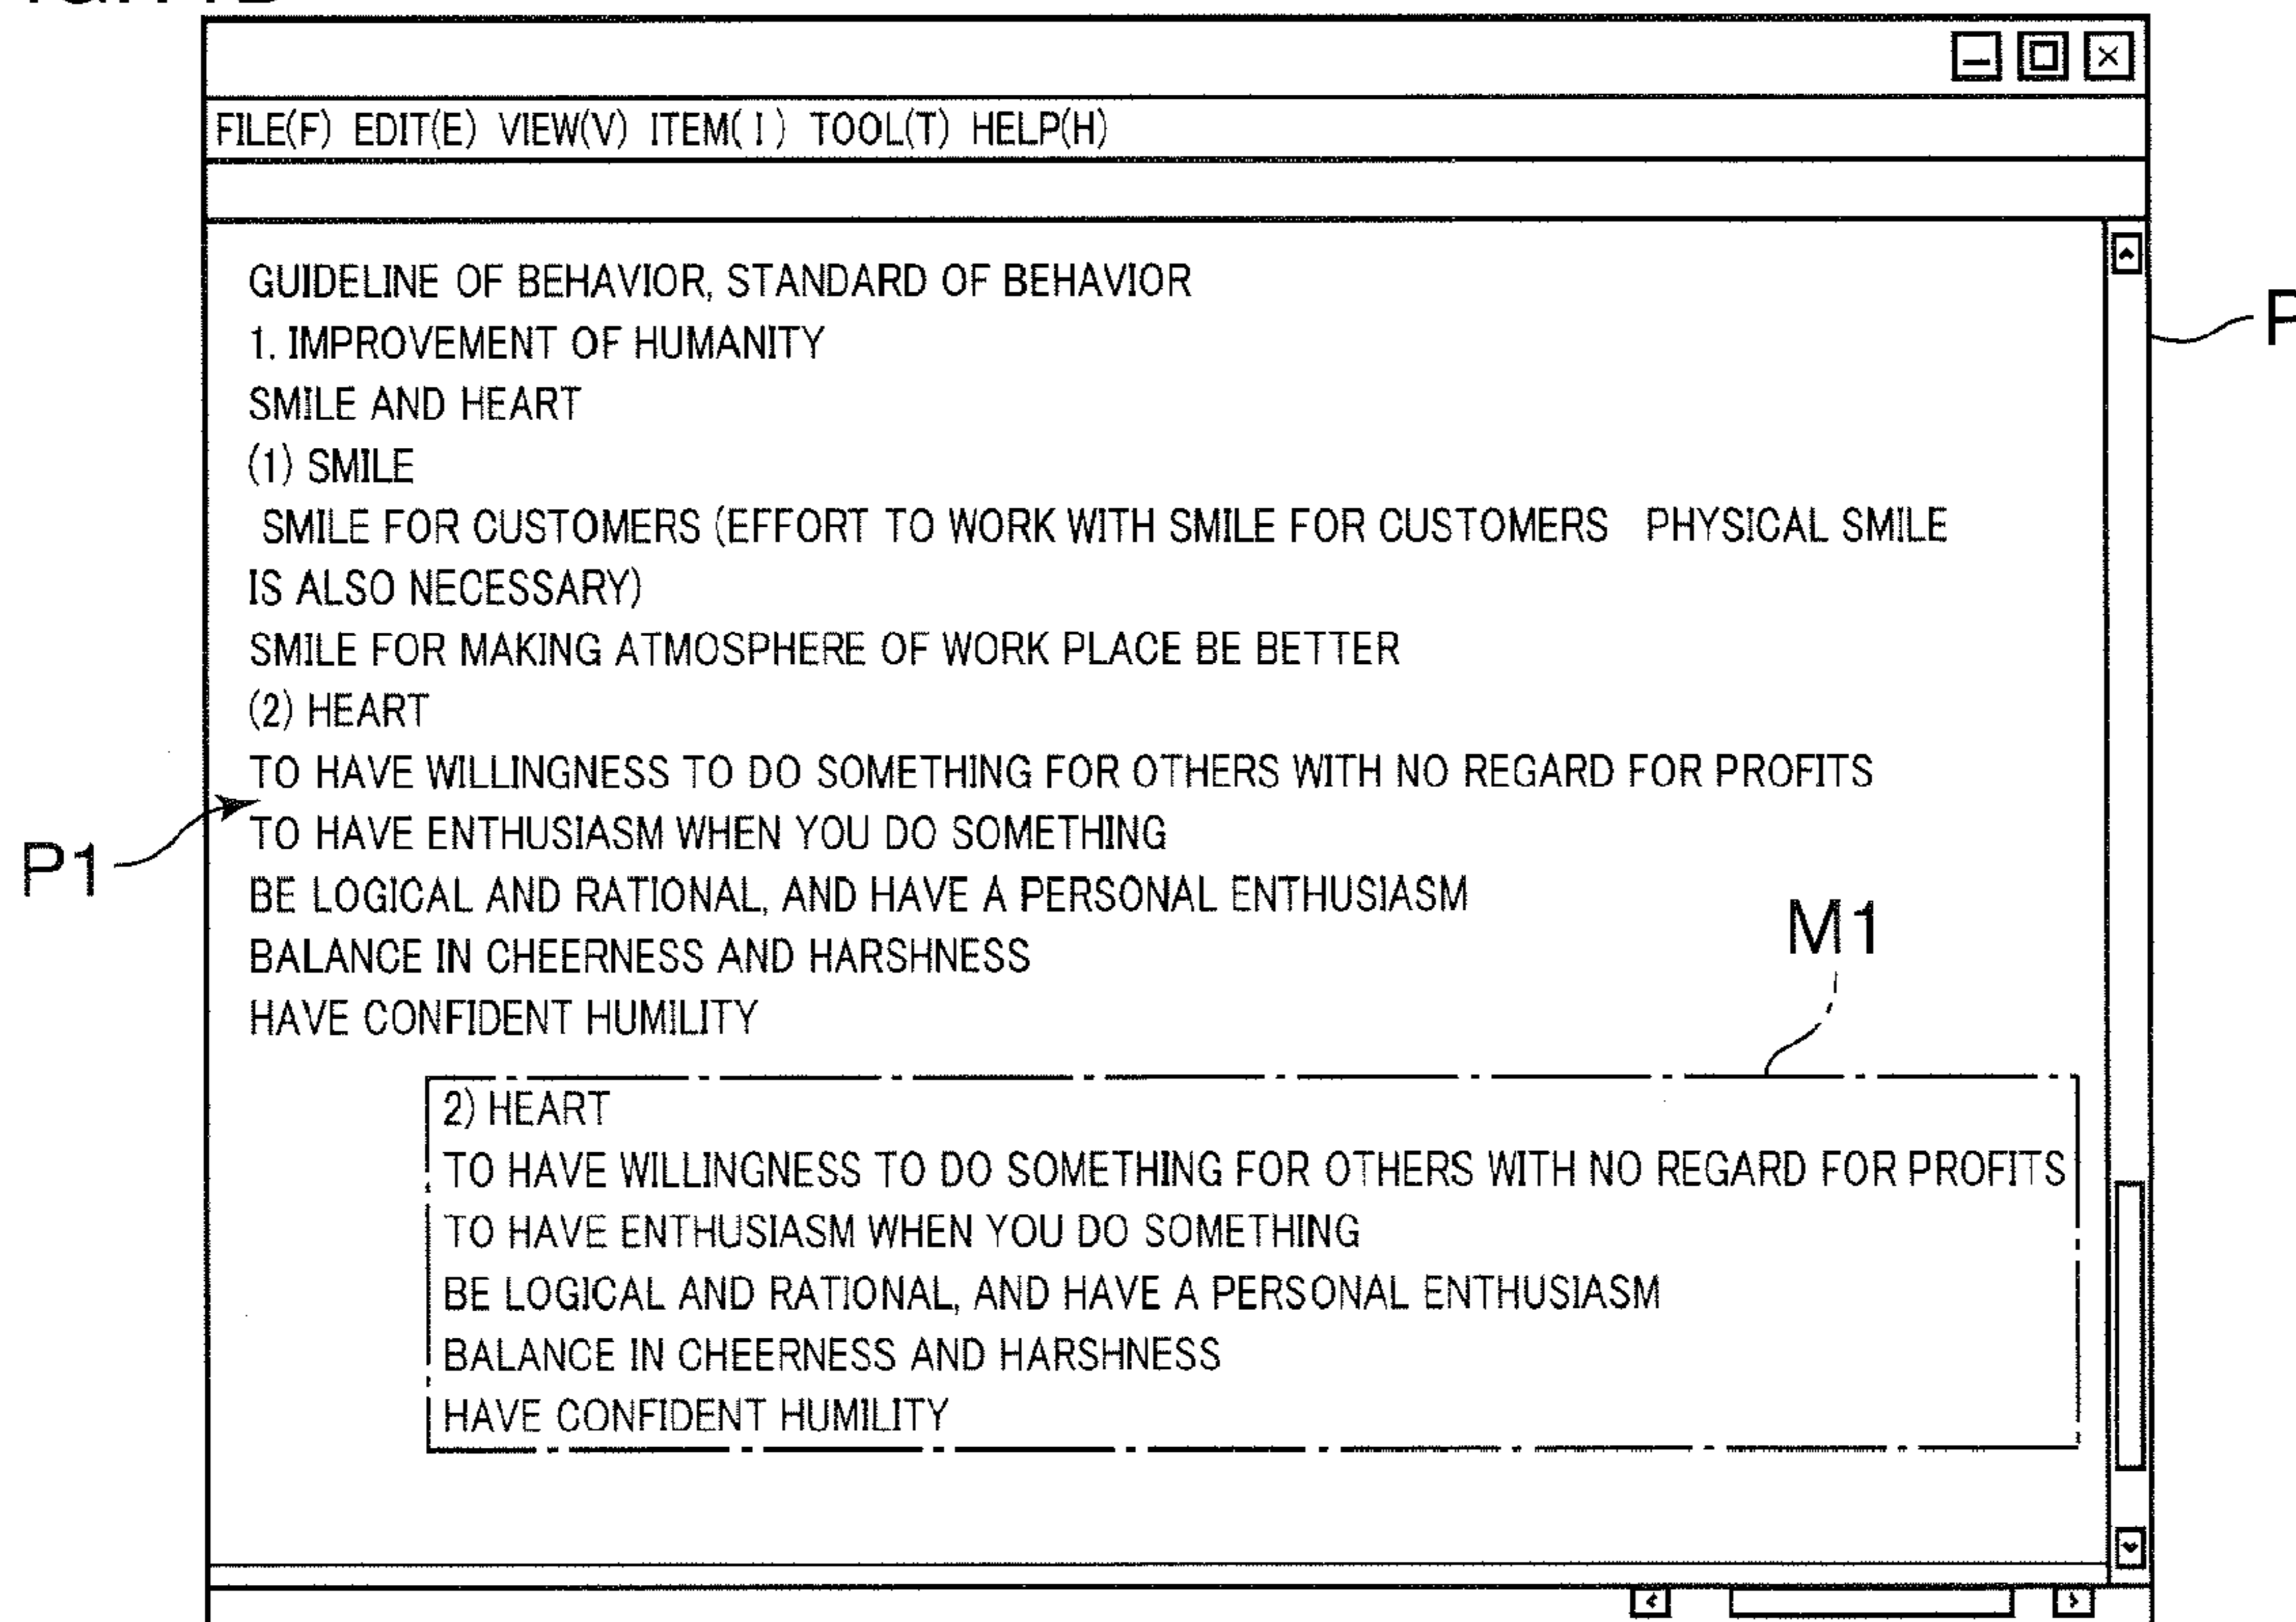 FILE(F) EDIT(E) VIEW(V) ITEM(I) TOOL(T) HELP(H)
GUIDELINE OF BEHAVIOR, STANDARD OF BEHAVIOR
P
1. IMPROVEMENT OF HUMANITY
SMILE AND HEART
(1) SMILE
SMILE FOR CUSTOMERS (EFFORT TO WORK WITH SMILE FOR CUSTOMERS PHYSICAL SMILE
IS ALSO NECESSARY)
SMILE FOR MAKING ATMOSPHERE OF WORK PLACE BE BETTER
(2) HEART
TO HAVE WILLINGNESS TO DO SOMETHING FOR OTHERS WITH NO REGARD FOR PROFITS
TO HAVE ENTHUSIASM WHEN YOU DO SOMETHING
P1
BE LOGICAL AND RATIONAL, AND HAVE A PERSONAL ENTHUSIASM
M1
BALANCE IN CHEERNESS AND HARSHNESS
HAVE CONFIDENT HUMILITY
2) HEART
TO HAVE WILLINGNESS TO DO SOMETHING FOR OTHERS WITH NO REGARD FOR PROFITS
TO HAVE ENTHUSIASM WHEN YOU DO SOMETHING
BE LOGICAL AND RATIONAL, AND HAVE A PERSONAL ENTHUSIASM
BALANCE IN CHEERNESS AND HARSHNESS
HAVE CONFIDENT HUMILITY